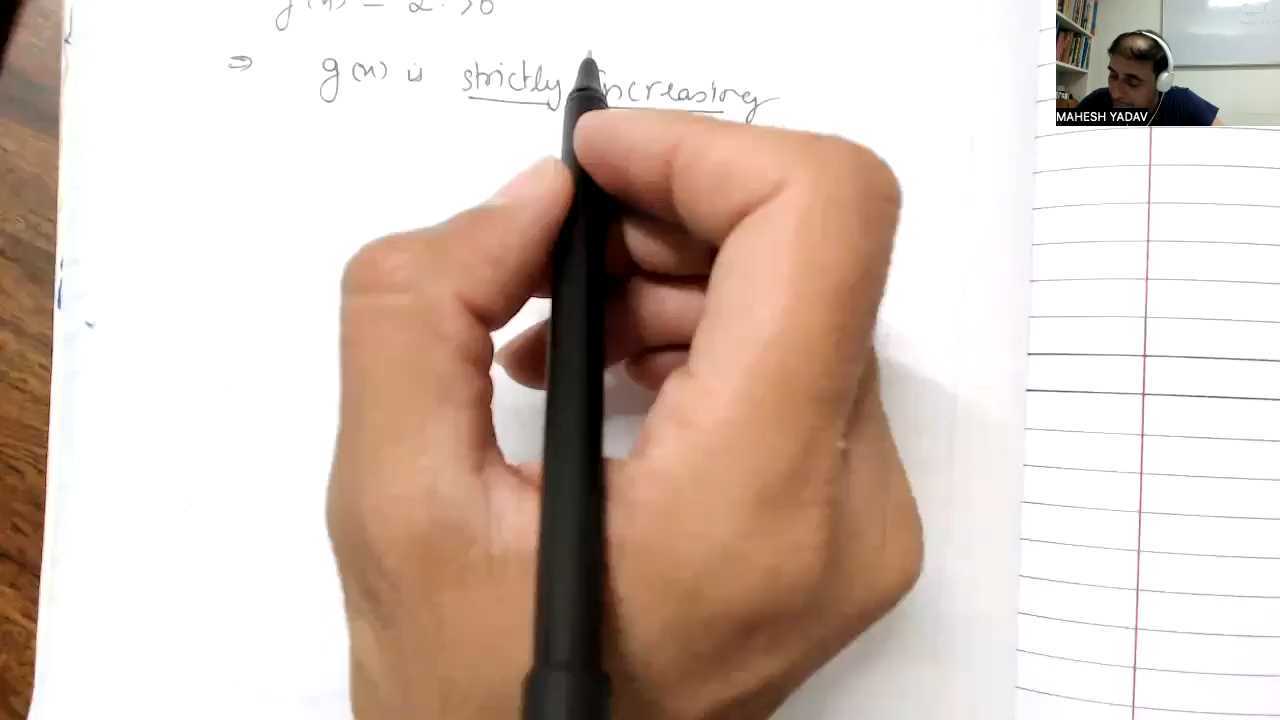 ⇒ g(x) is strictly increasing
MAHESH YADAV